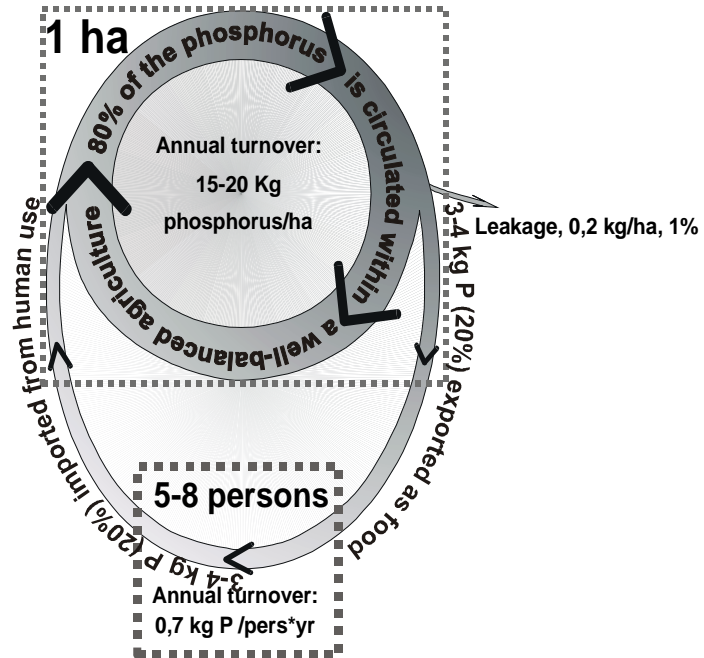 1 ha
80% of the phosphorus is circulated within a well-balanced agriculture
Annual turnover:
15-20 Kg
phosphorus/ha
Leakage, 0,2 kg/ha, 1%
3-4 kg P (20%) exported as food
3-4 kg P (20%) imported from human use
5-8 persons
Annual turnover:
0,7 kg P /pers*yr